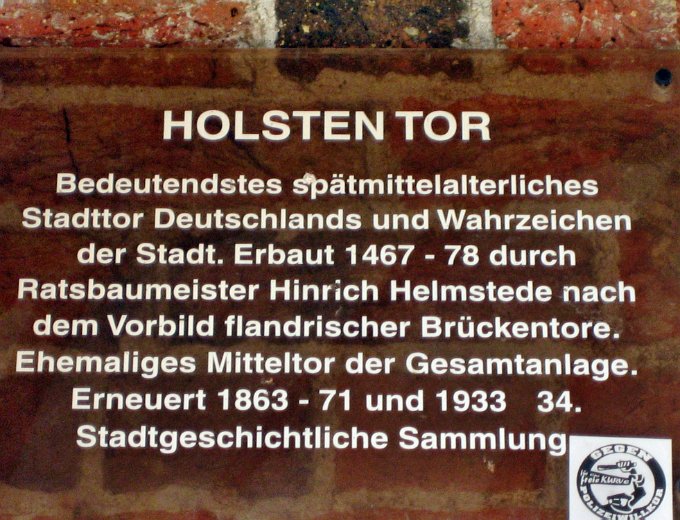 HOLSTEN TOR
Bedeutendstes spätmittelalterliches
Stadttor Deutschlands und Wahrzeichen
der Stadt. Erbaut 1467 - 78 durch
Ratsbaumeister Hinrich Helmstede nach
dem Vorbild flandrischer Brückentore.
Ehemaliges Mitteltor der Gesamtanlage.
Erneuert 1863 - 71 und 1933 34.
Stadtgeschichtliche Sammlung
GEGEN
POLIZEIWILLKÜR